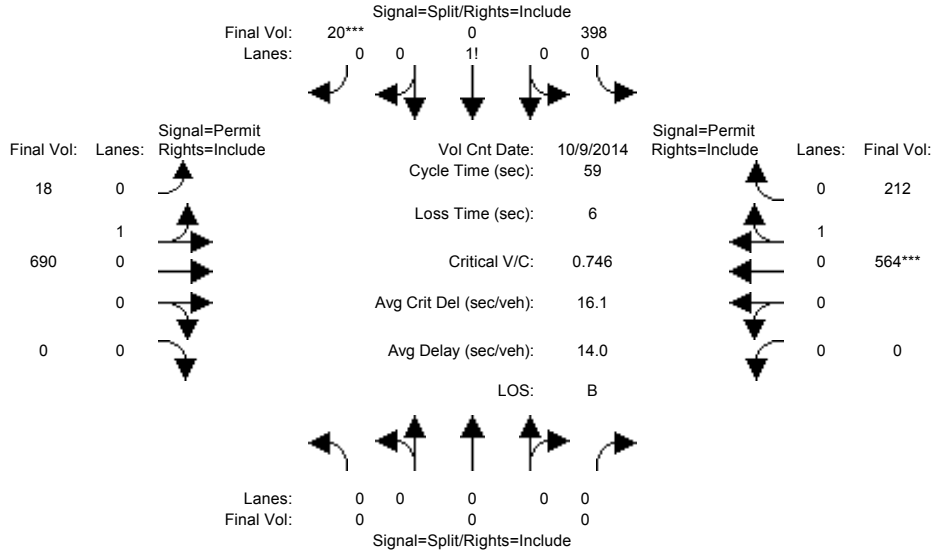 Signal=Split/Rights=Include
Final Vol: 20*** 0 398
Lanes: 0 0 1! 0 0
Signal=Permit Signal=Permit
Final Vol: Lanes: Rights=Include Vol Cnt Date: 10/9/2014 Rights=Include Lanes: Final Vol:
Cycle Time (sec): 59
18 0 0 212
Loss Time (sec): 6
1 1
690 0 Critical V/C: 0.746 0 564***
0 Avg Crit Del (sec/veh): 16.1 0
0 0 Avg Delay (sec/veh): 14.0 0 0
LOS: B
Lanes: 0 0 0 0 0
Final Vol: 0 0 0
Signal=Split/Rights=Include